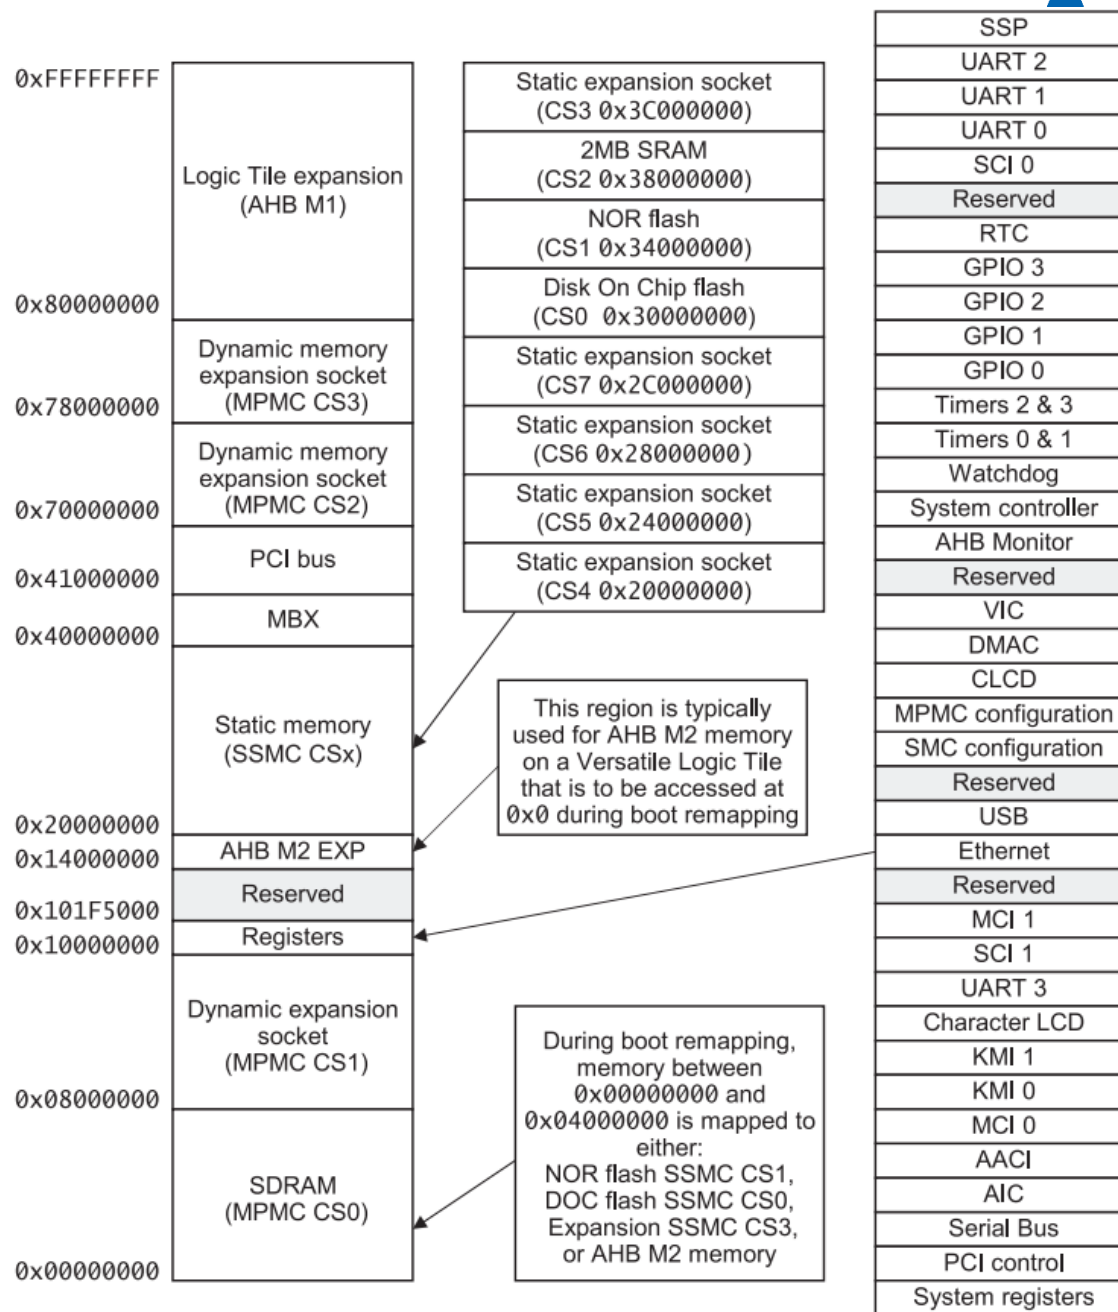 0xFFFFFFFF
Logic Tile expansion
(AHB M1)
0x80000000
Dynamic memory
expansion socket
(MPMC CS3)
0x78000000
Dynamic memory
expansion socket
(MPMC CS2)
0x70000000
PCI bus
0x41000000
MBX
0x40000000
Static memory
(SSMC CSx)
0x20000000
AHB M2 EXP
0x14000000
Reserved
0x101F5000
Registers
0x10000000
Dynamic expansion
socket
(MPMC CS1)
0x08000000
SDRAM
(MPMC CS0)
0x00000000
Static expansion socket
(CS3 0x3C000000)
2MB SRAM
(CS2 0x38000000)
NOR flash
(CS1 0x34000000)
Disk On Chip flash
(CS0 0x30000000)
Static expansion socket
(CS7 0x2C000000)
Static expansion socket
(CS6 0x28000000)
Static expansion socket
(CS5 0x24000000)
Static expansion socket
(CS4 0x20000000)
This region is typically
used for AHB M2 memory
on a Versatile Logic Tile
that is to be accessed at
0x0 during boot remapping
During boot remapping,
memory between
0x00000000 and
0x04000000 is mapped to
either:
NOR flash SSMC CS1,
DOC flash SSMC CS0,
Expansion SSMC CS3,
or AHB M2 memory
SSP
UART 2
UART 1
UART 0
SCI 0
Reserved
RTC
GPIO 3
GPIO 2
GPIO 1
GPIO 0
Timers 2 & 3
Timers 0 & 1
Watchdog
System controller
AHB Monitor
Reserved
VIC
DMAC
CLCD
MPMC configuration
SMC configuration
Reserved
USB
Ethernet
Reserved
MCI 1
SCI 1
UART 3
Character LCD
KMI 1
KMI 0
MCI 0
AACI
AIC
Serial Bus
PCI control
System registers